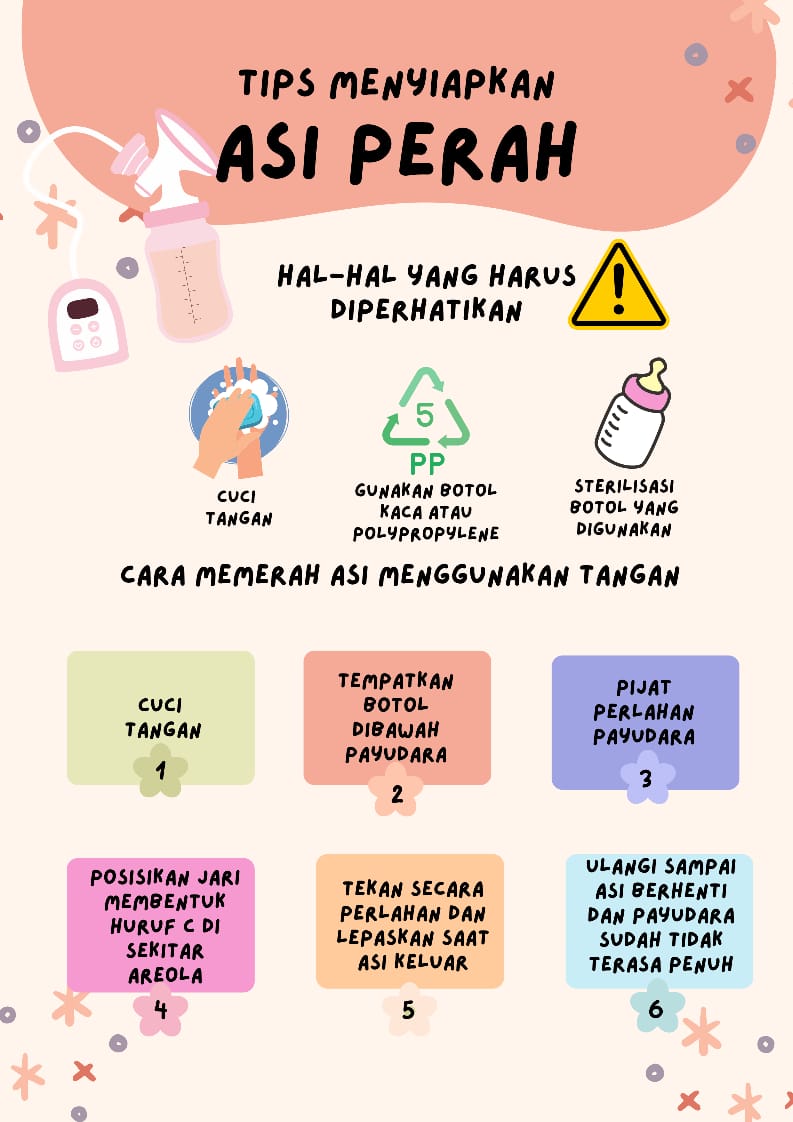 TIPS MENYIAPKAN
ASI PERAH
HAL-HAL YANG HARUS
DIPERHATIKAN
!
5
PP
CUCI
TANGAN
GUNAKAN BOTOL
KACA ATAU
POLYPROPYLENE
STERILISASI
BOTOL YANG
DIGUNAKAN
CARA MEMERAH ASI MENGGUNAKAN TANGAN
CUCI
TANGAN
1
TEMPATKAN
BOTOL
DIBAWAH
PAYUDARA
2
PIJAT
PERLAHAN
PAYUDARA
3
POSISIKAN JARI
MEMBENTUK
HURUF C DI
SEKITAR
AREOLA
4
TEKAN SECARA
PERLAHAN DAN
LEPASKAN SAAT
ASI KELUAR
5
ULANGI SAMPAI
ASI BERHENTI
DAN PAYUDARA
SUDAH TIDAK
TERASA PENUH
6